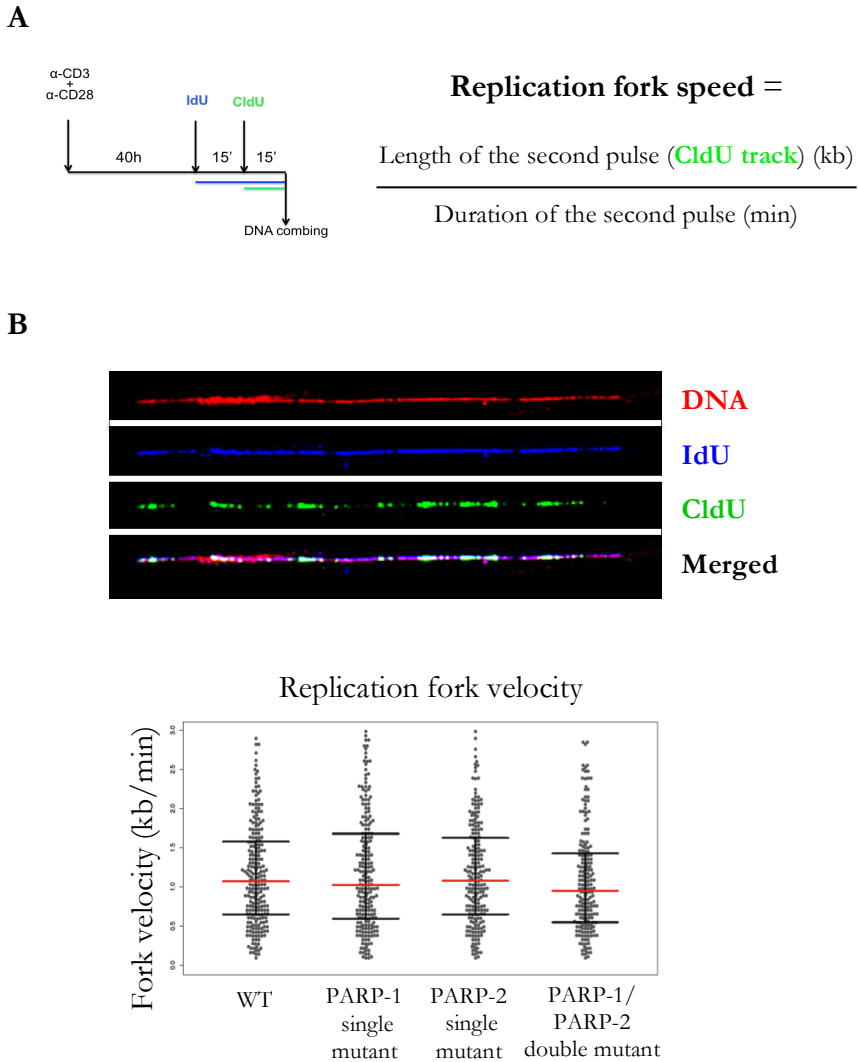 A
α-CD3
+
α-CD28
IdU
CldU
40h
15'
15'
DNA combing
Replication fork speed =
Length of the second pulse (CldU track) (kb)
Duration of the second pulse (min)
B
DNA
IdU
CldU
Merged
Replication fork velocity
Fork velocity (kb/min)
3.0
2.5
2.0
1.5
1.0
0.5
0.0
WT
PARP-1
single
mutant
PARP-2
single
mutant
PARP-1/
PARP-2
double mutant